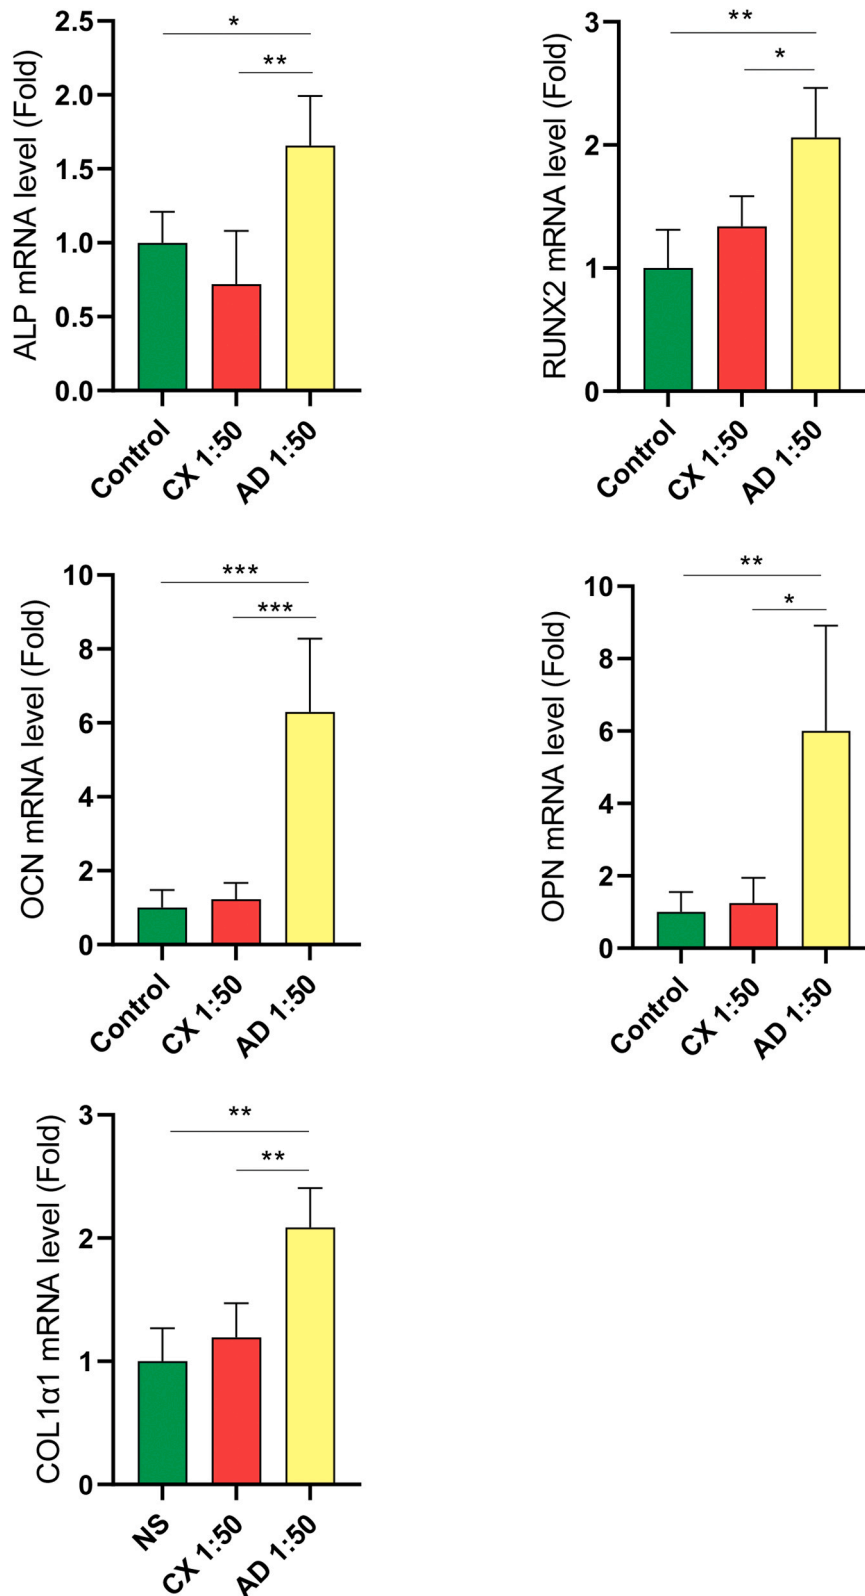 ALP mRNA level (Fold)
2.5
2.0
1.5
1.0
0.5
0.0
*
**
Control
CX 1:50
AD 1:50
RUNX2 mRNA level (Fold)
3
2
1
0
**
*
Control
CX 1:50
AD 1:50
OCN mRNA level (Fold)
10
8
6
4
2
0
***
***
Control
CX 1:50
AD 1:50
OPN mRNA level (Fold)
10
8
6
4
2
0
**
*
Control
CX 1:50
AD 1:50
COL1α1 mRNA level (Fold)
3
2
1
0
**
**
NS
CX 1:50
AD 1:50